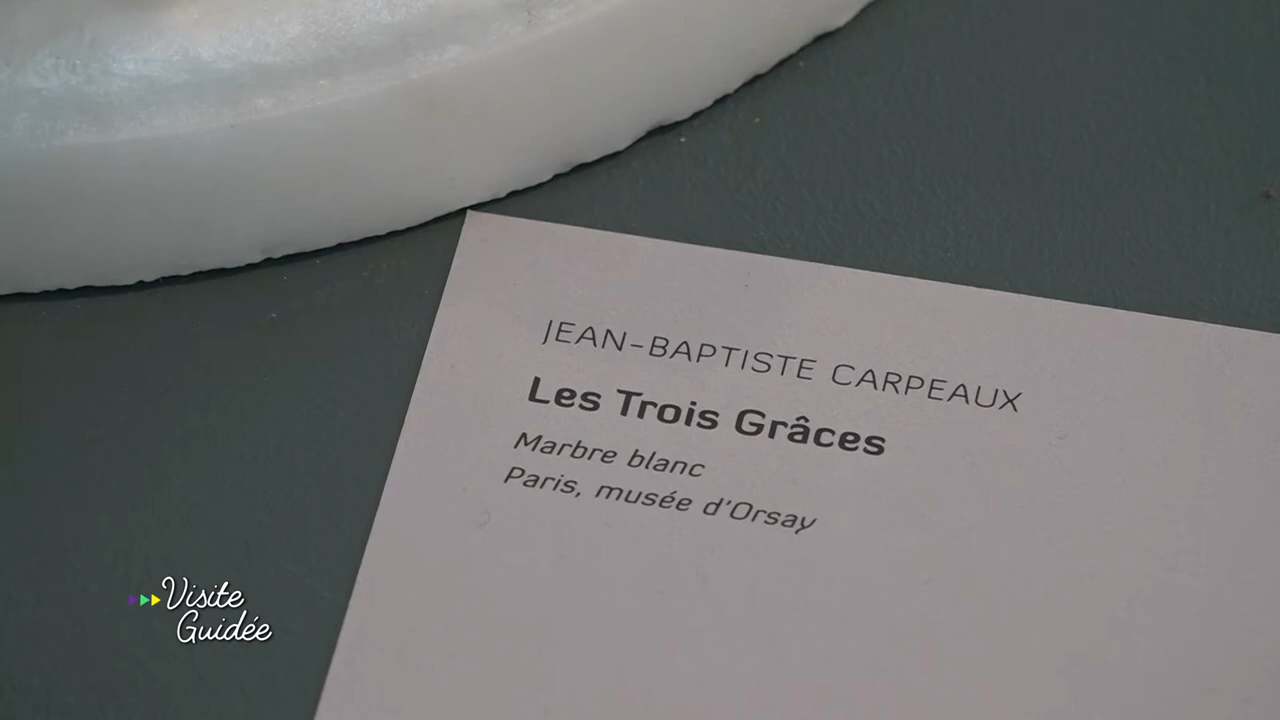 JEAN-BAPTISTE CARPEAUX
Les Trois Grâces
Marbre blanc
Paris, musée d'Orsay
Visite
Guidée